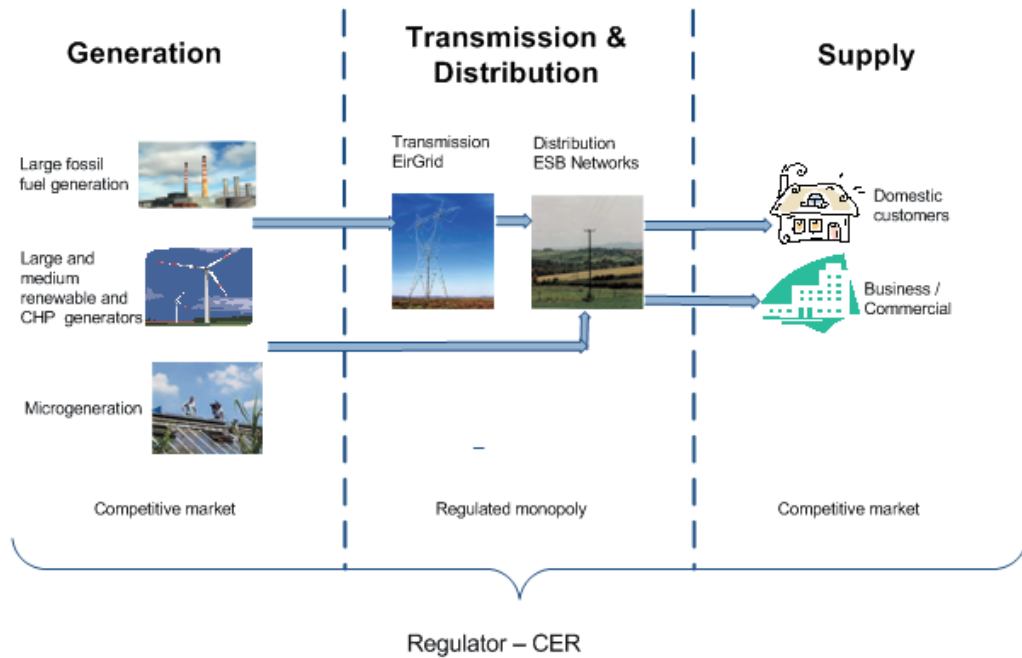 Generation
Transmission &
Distribution
Supply
Large fossil
fuel generation
Large and
medium
renewable and
CHP generators
Microgeneration
Transmission
EirGrid
Distribution
ESB Networks
Domestic
customers
Business /
Commercial
Competitive market
Regulated monopoly
Competitive market
Regulator – CER